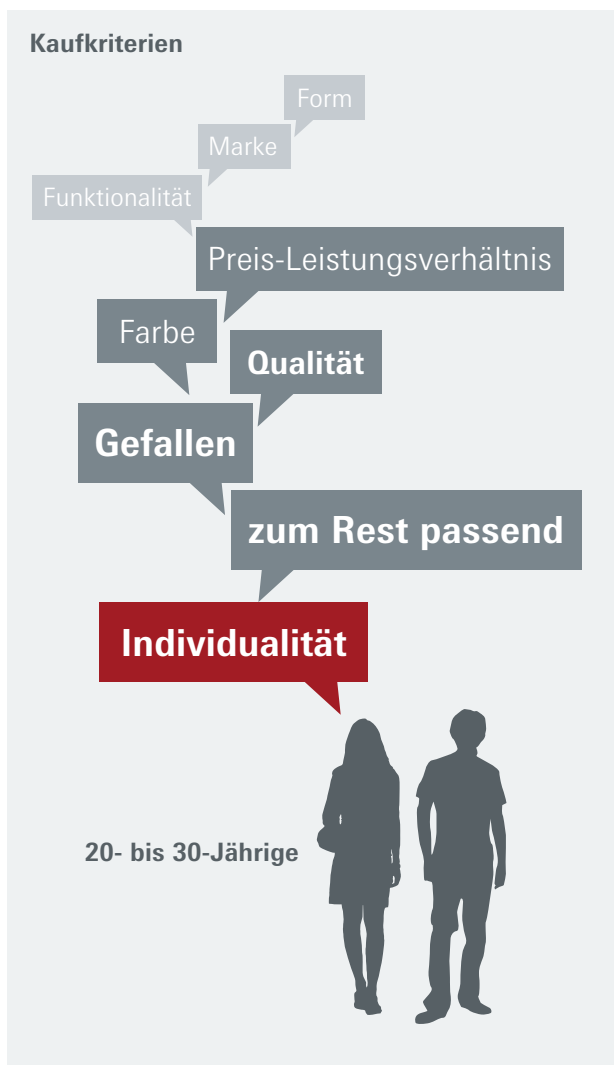 Kaufkriterien
Form
Marke
Funktionalität
Preis-Leistungsverhältnis
Farbe
Qualität
Gefallen
zum Rest passend
Individualität
20- bis 30-Jährige